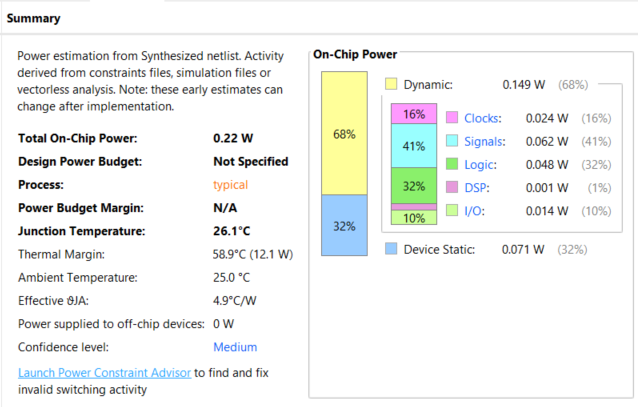 Summary
Power estimation from Synthesized netlist. Activity
derived from constraints files, simulation files or
vectorless analysis. Note: these early estimates can
change after implementation.
Total On-Chip Power: 0.22 W
Design Power Budget: Not Specified
Process: typical
Power Budget Margin: N/A
Junction Temperature: 26.1°C
Thermal Margin: 58.9°C (12.1 W)
Ambient Temperature: 25.0 °C
Effective ϑJA: 4.9°C/W
Power supplied to off-chip devices: 0 W
Confidence level: Medium
Launch Power Constraint Advisor to find and fix
invalid switching activity
On-Chip Power
68%
32%
Dynamic: 0.149 W (68%)
16%
41%
32%
10%
Clocks: 0.024 W (16%)
Signals: 0.062 W (41%)
Logic: 0.048 W (32%)
DSP: 0.001 W (1%)
I/O: 0.014 W (10%)
Device Static: 0.071 W (32%)